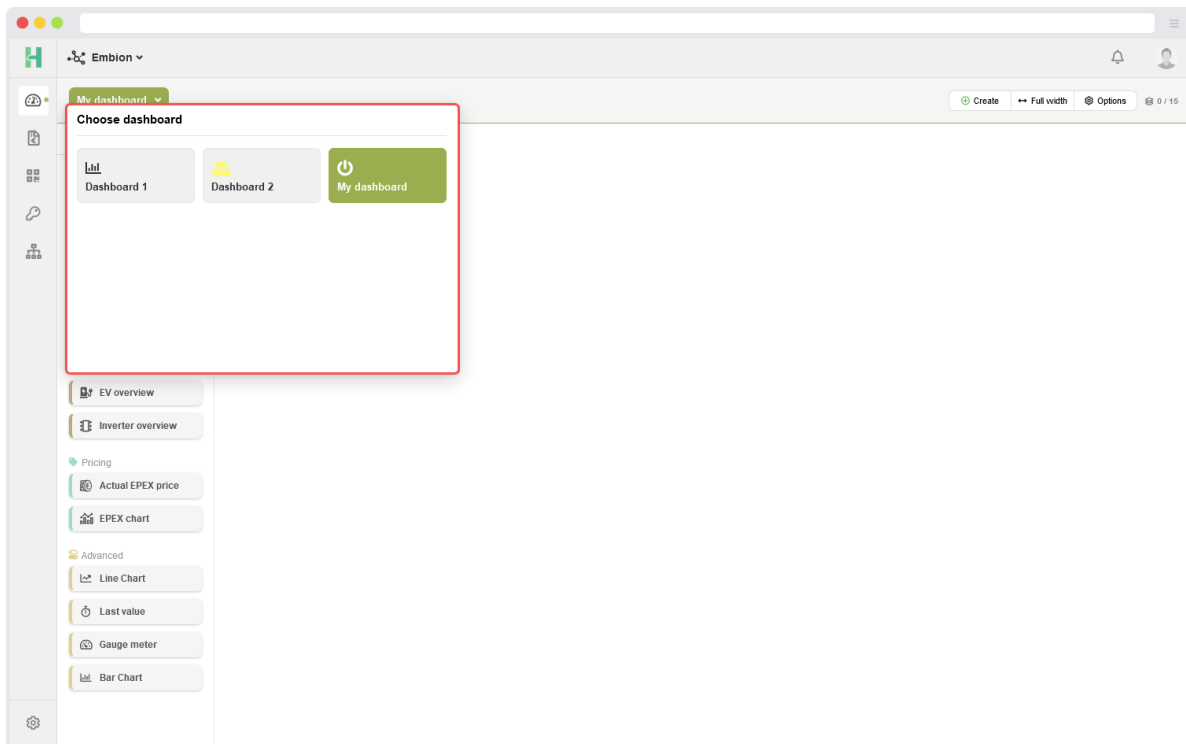 Embion
My dashboard
Create
Full width
Options
0 / 15
Choose dashboard
Dashboard 1
Dashboard 2
My dashboard
EV overview
Inverter overview
Pricing
Actual EPEX price
EPEX chart
Advanced
Line Chart
Last value
Gauge meter
Bar Chart